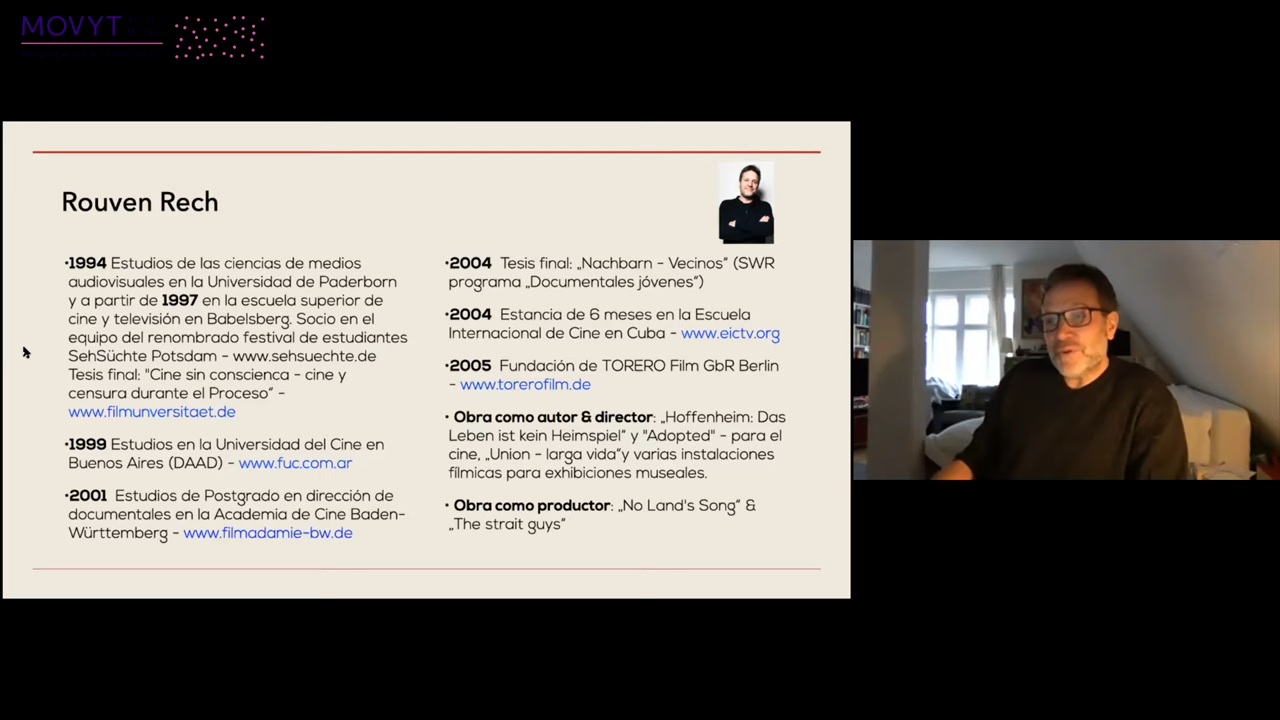 MOVYT
Rouven Rech
•1994 Estudios de las ciencias de medios
audiovisuales en la Universidad de Paderborn
y a partir de 1997 en la escuela superior de
cine y televisión en Babelsberg. Socio en el
equipo del renombrado festival de estudiantes
SehSüchte Potsdam - www.sehsuechte.de
Tesis final: "Cine sin conscienca - cine y
censura durante el Proceso" -
www.filmunversitaet.de
•1999 Estudios en la Universidad del Cine en
Buenos Aires (DAAD) - www.fuc.com.ar
•2001 Estudios de Postgrado en dirección de
documentales en la Academia de Cine Baden-
Württemberg - www.filmadamie-bw.de
•2004 Tesis final: „Nachbarn - Vecinos" (SWR
programa „Documentales jóvenes")
•2004 Estancia de 6 meses en la Escuela
Internacional de Cine en Cuba - www.eictv.org
•2005 Fundación de TORERO Film GbR Berlin
- www.torerofilm.de
• Obra como autor & director: „Hoffenheim: Das
Leben ist kein Heimspiel" y "Adopted" - para el
cine, „Union - larga vida"y varias instalaciones
fílmicas para exhibiciones museales.
• Obra como productor: „No Land's Song" &
„The strait guys"